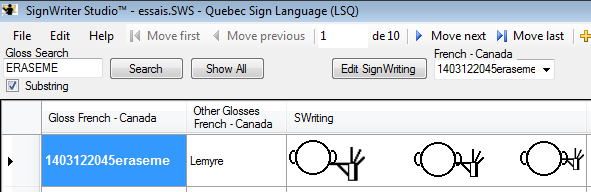 SignWriter Studio™ - essais.SWS - Quebec Sign Language (LSQ)
File Edit Help Move first Move previous 1 de 10 Move next Move last
Gloss Search French - Canada
ERASEME Search Show All Edit SignWriting 1403122045eraseme
Substring
Gloss French - Canada Other Glosses French - Canada SWriting
1403122045eraseme Lemyre